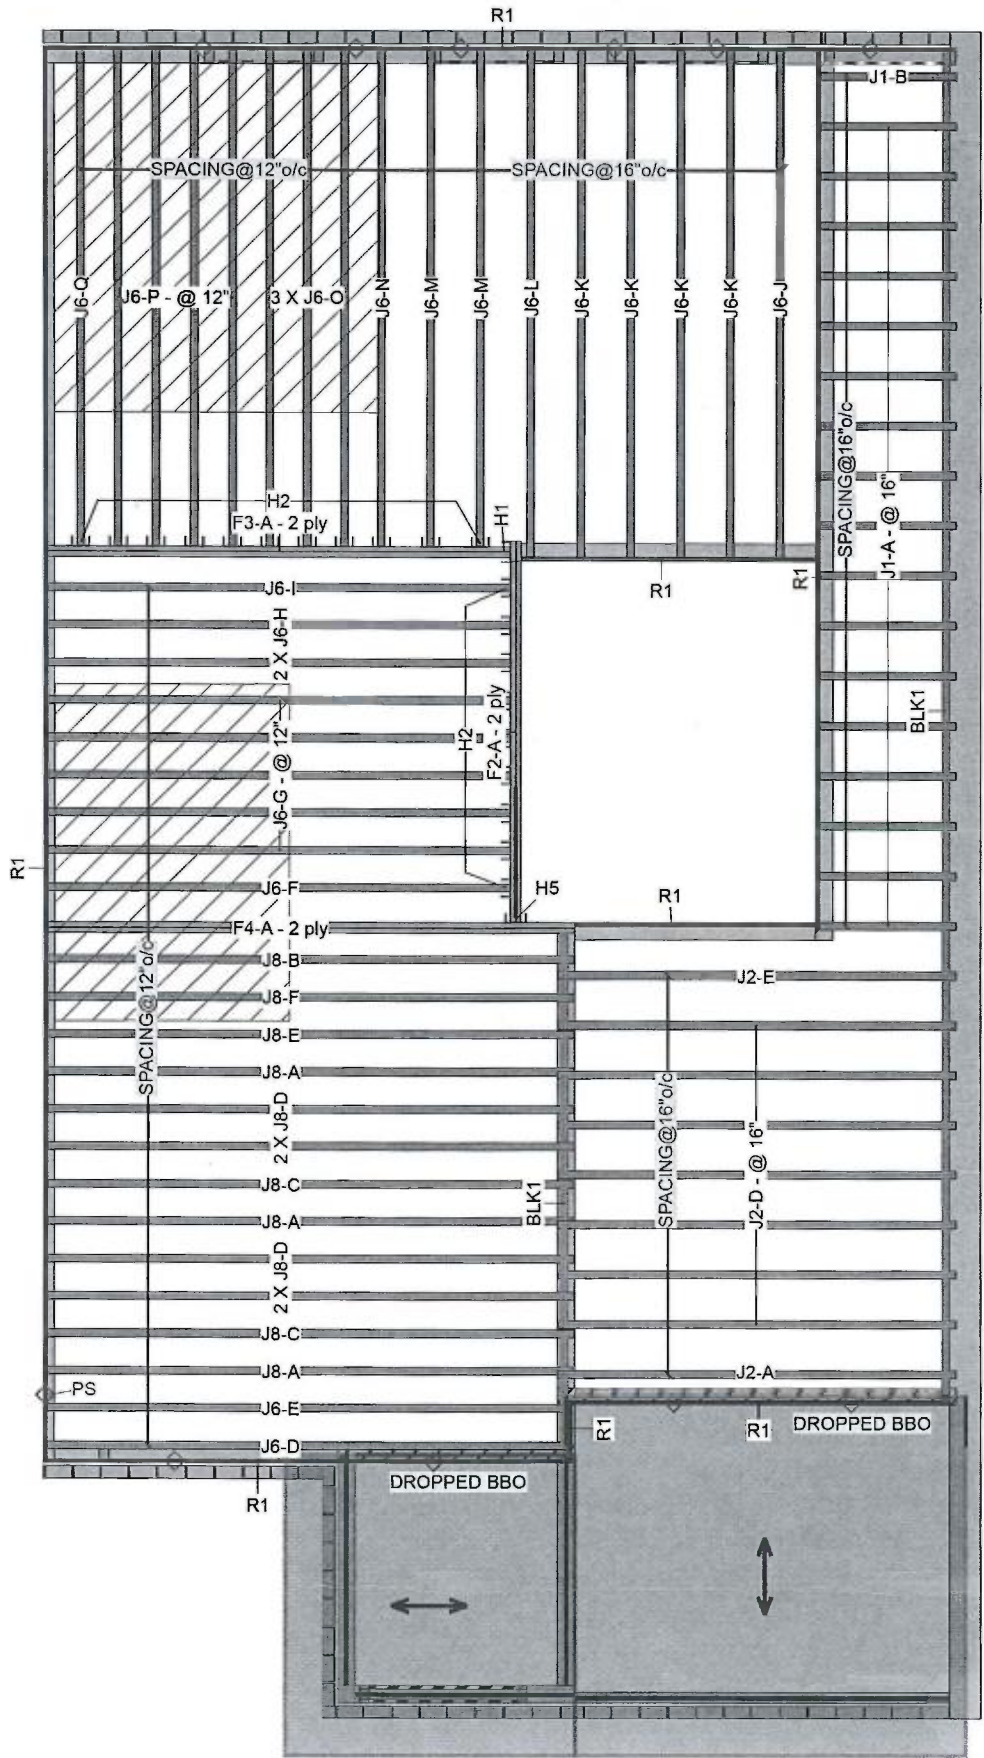 R1
J1-B
SPACING@12"o/c
SPACING@16"o/c
J6-Q
J6-P - @ 12"
3 X J6-O
J6-N
J6-M
J6-M
J6-L
J6-K
J6-K
J6-K
J6-K
J6-J
SPACING@16"o/c
J1-A - @ 16"
H2
F3-A - 2 ply
H1
R1
R1
J6-I
2 X J6-H
J6-G - @ 12"
H2
F2-A - 2 ply
BLK1
R1
J6-F
H5
R1
F4-A - 2 ply
J8-B
J2-E
J8-F
SPACING@12"o/c
J8-E
J8-A
2 X J8-D
SPACING@16"o/c
J2-D - @ 16"
J8-C
BLK1
J8-A
2 X J8-D
J8-C
J8-A
J2-A
PS
J6-E
R1
R1
DROPPED BBO
J6-D
DROPPED BBO
R1